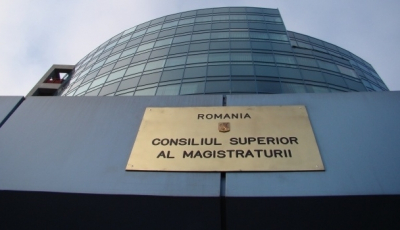 ROMANIA
CONSILIUL SUPERIOR
AL MAGISTRATURII